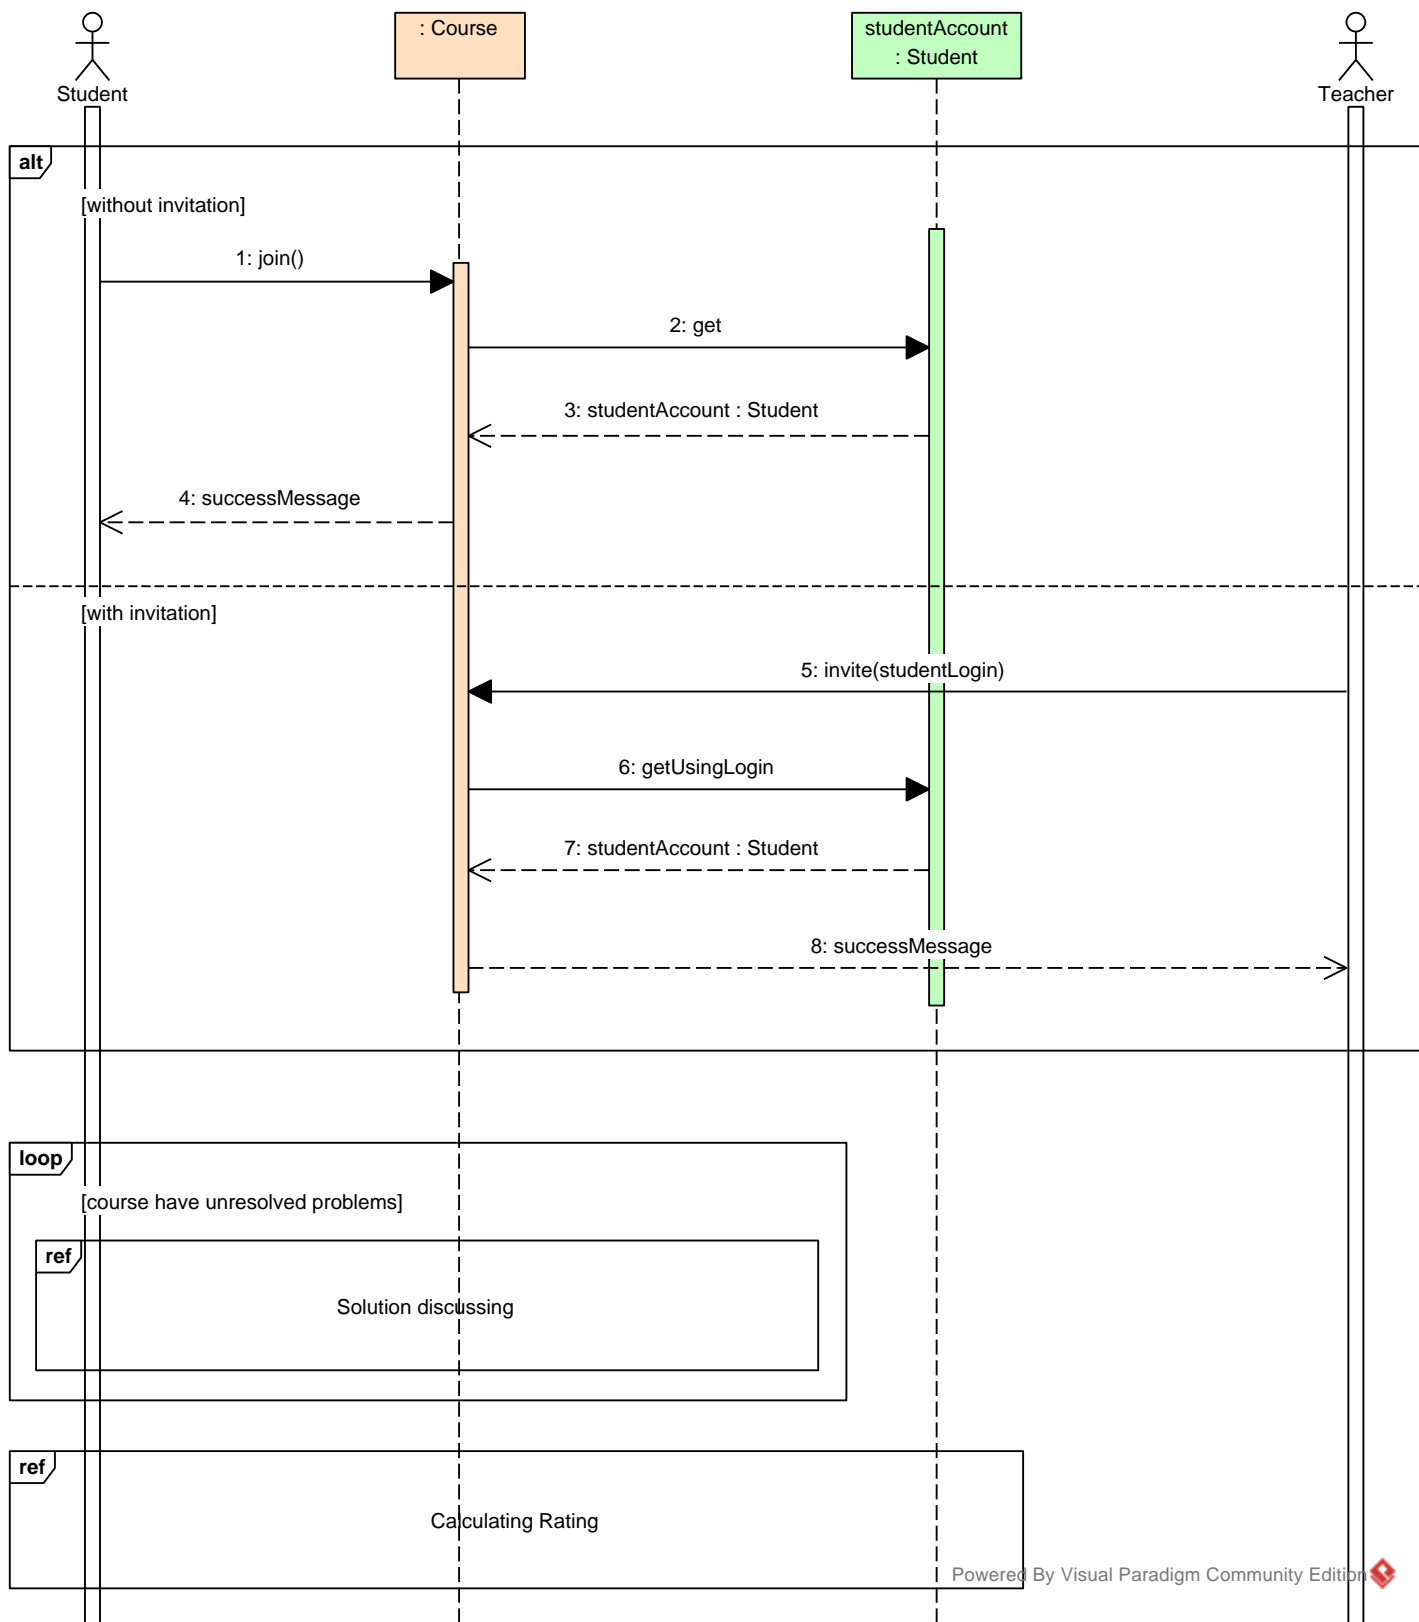 Student
: Course
studentAccount
: Student
Teacher
alt
[without invitation]
1: join()
2: get
3: studentAccount : Student
4: successMessage
[with invitation]
5: invite(studentLogin)
6: getUsingLogin
7: studentAccount : Student
8: successMessage
loop
[course have unresolved problems]
ref
Solution discussing
ref
Calculating Rating
Powered By Visual Paradigm Community Edition